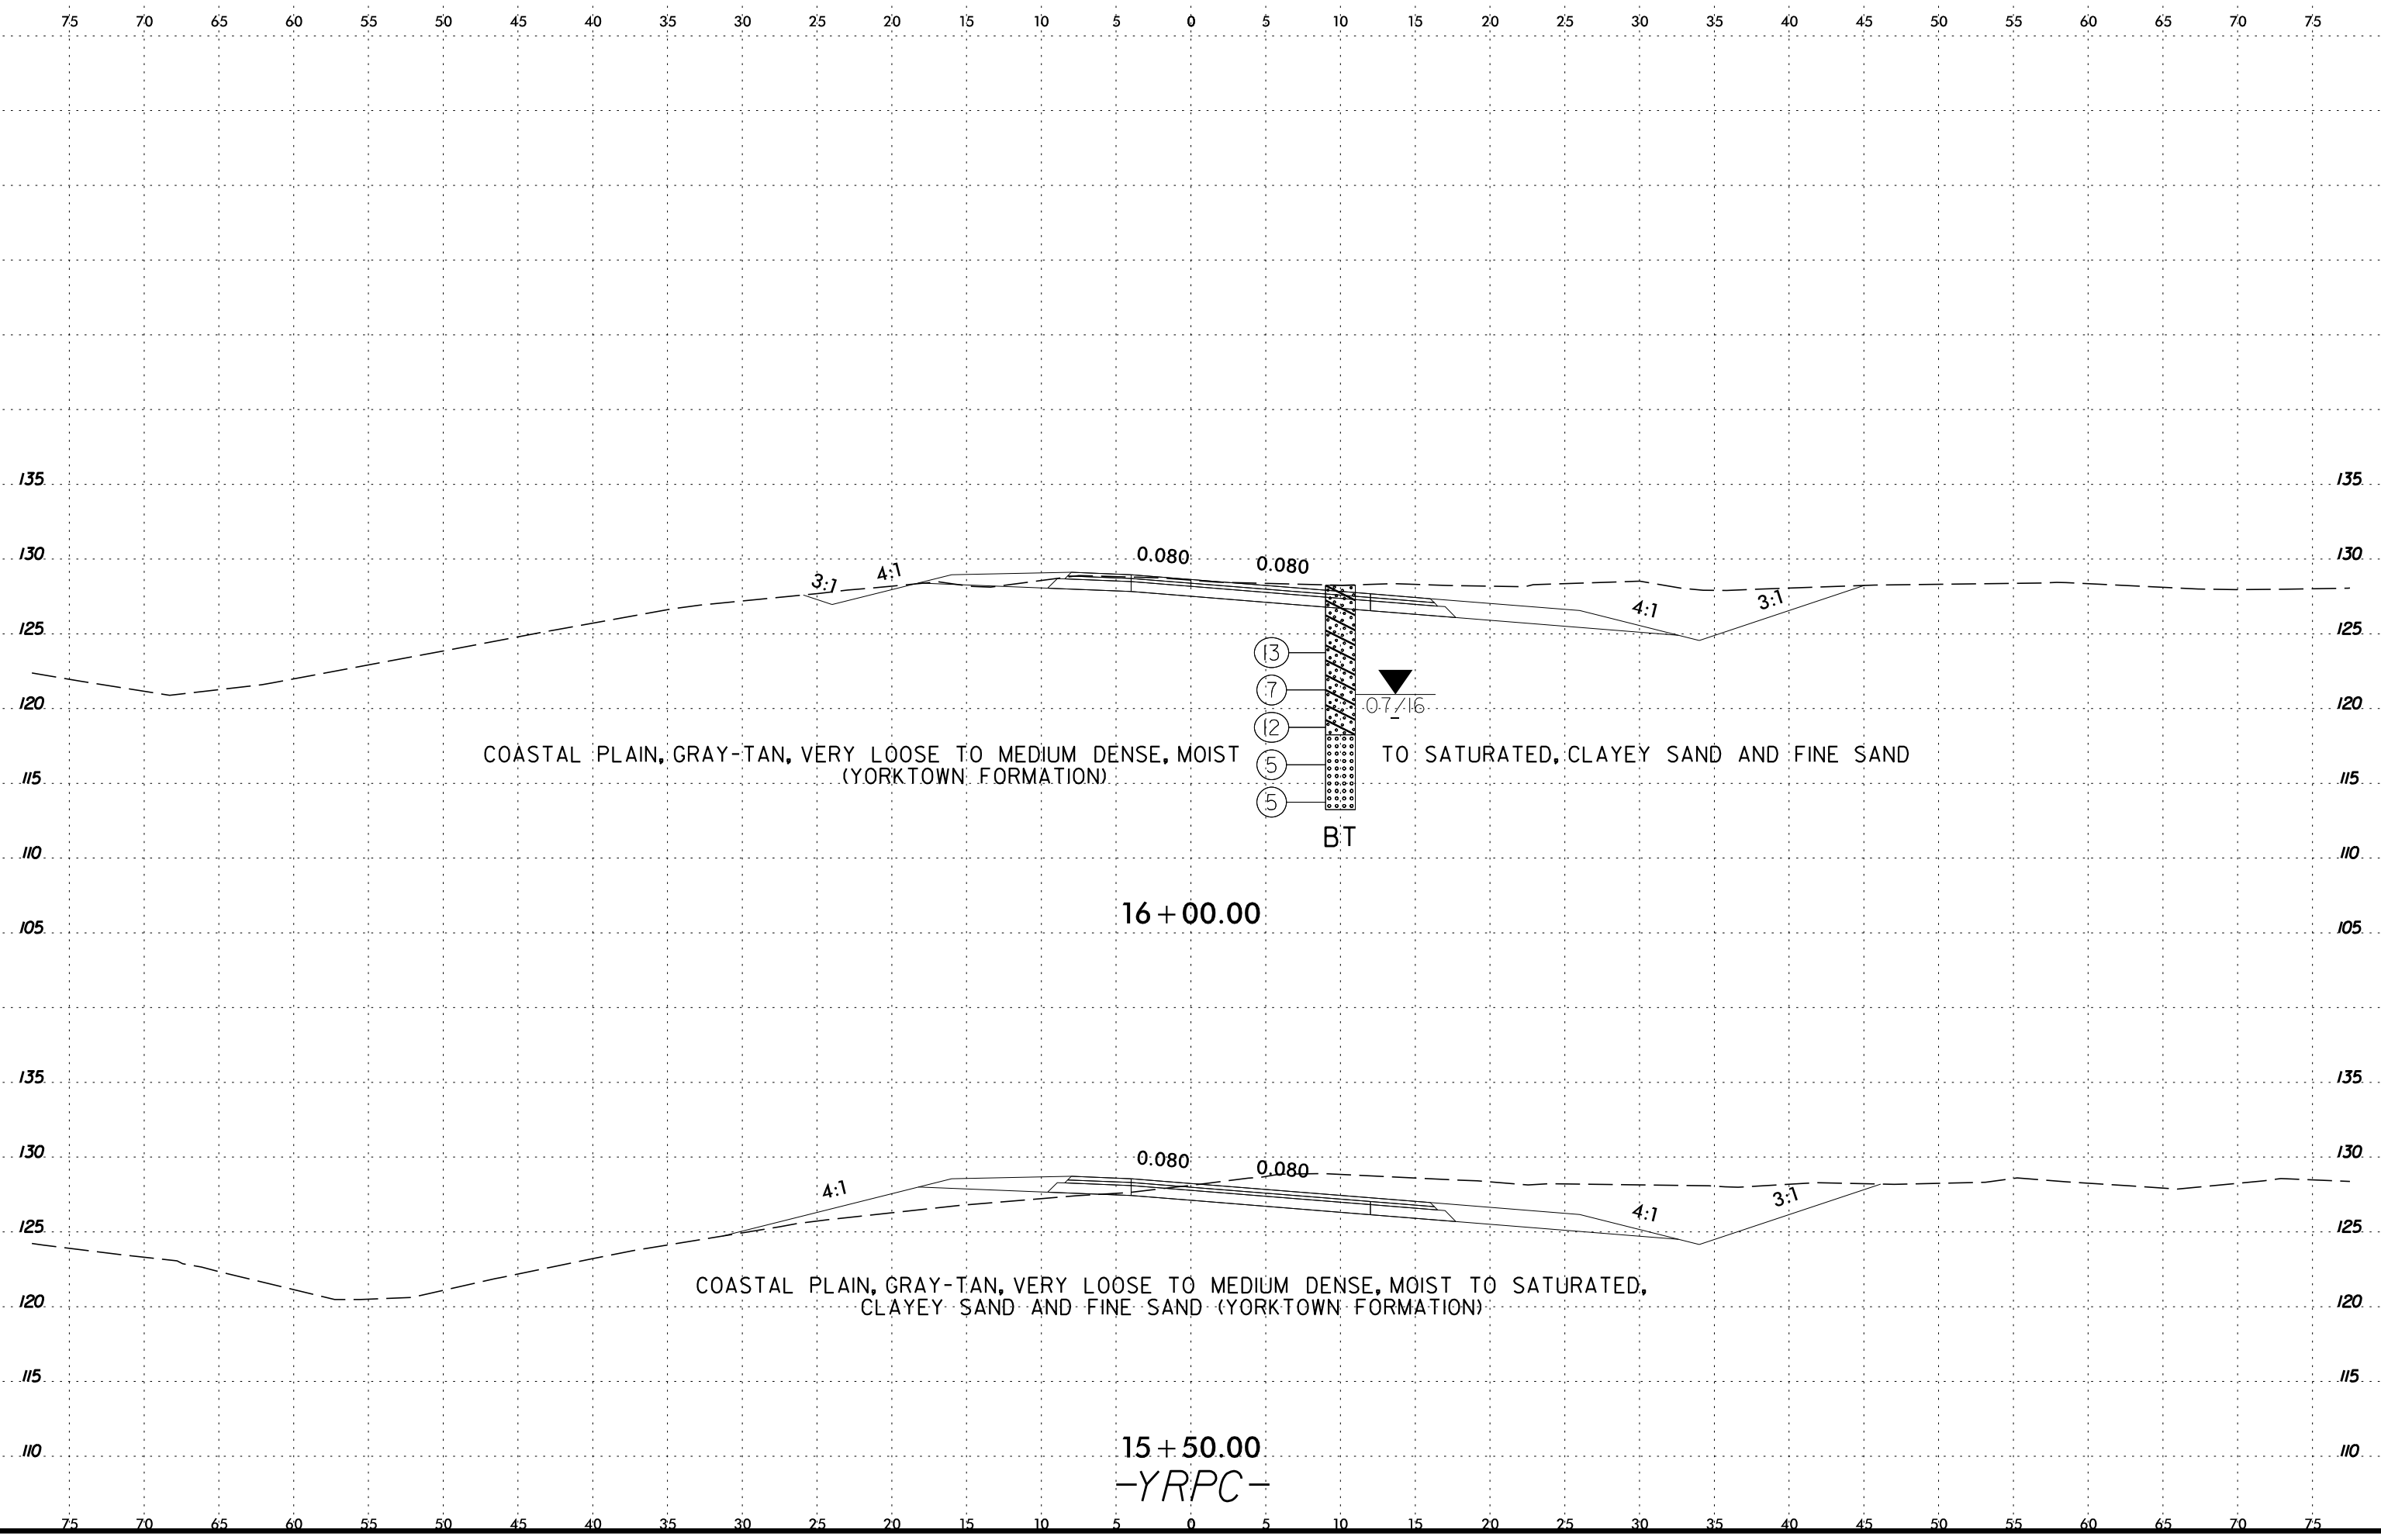 75 70 65 60 55 50 45 40 35 30 25 20 15 10 5 0 5 10 15 20 25 30 35 40 45 50 55 60 65 70 75
135 135
130 0.080 0.080 130
3:1 4:1 4:1 3:1
125 125
13
7
120 07/16 120
12
COASTAL PLAIN, GRAY-TAN, VERY LOOSE TO MEDIUM DENSE, MOIST TO SATURATED, CLAYEY SAND AND FINE SAND
(YORKTOWN FORMATION)
5
115 115
5
BT
110 110
16+00.00
105 105
135 135
130 0.080 0.080 130
4:1 4:1 3:1
125 125
COASTAL PLAIN, GRAY-TAN, VERY LOOSE TO MEDIUM DENSE, MOIST TO SATURATED,
CLAYEY SAND AND FINE SAND (YORKTOWN FORMATION)
120 120
115 115
15+50.00
110 110
-YRPC-
75 70 65 60 55 50 45 40 35 30 25 20 15 10 5 0 5 10 15 20 25 30 35 40 45 50 55 60 65 70 75